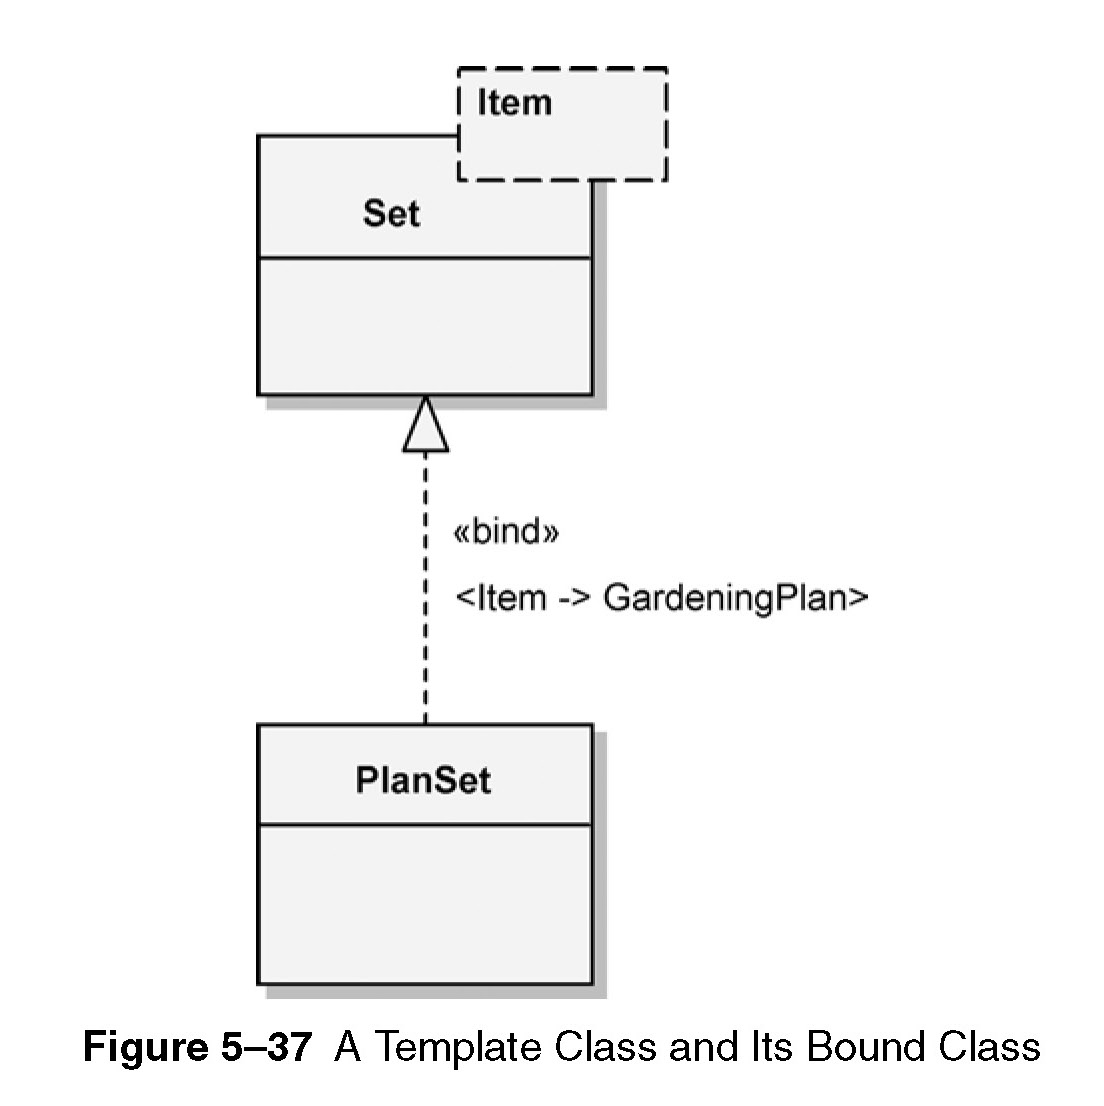 Item
Set
«bind»
<Item -> GardeningPlan>
PlanSet
Figure 5–37 A Template Class and Its Bound Class